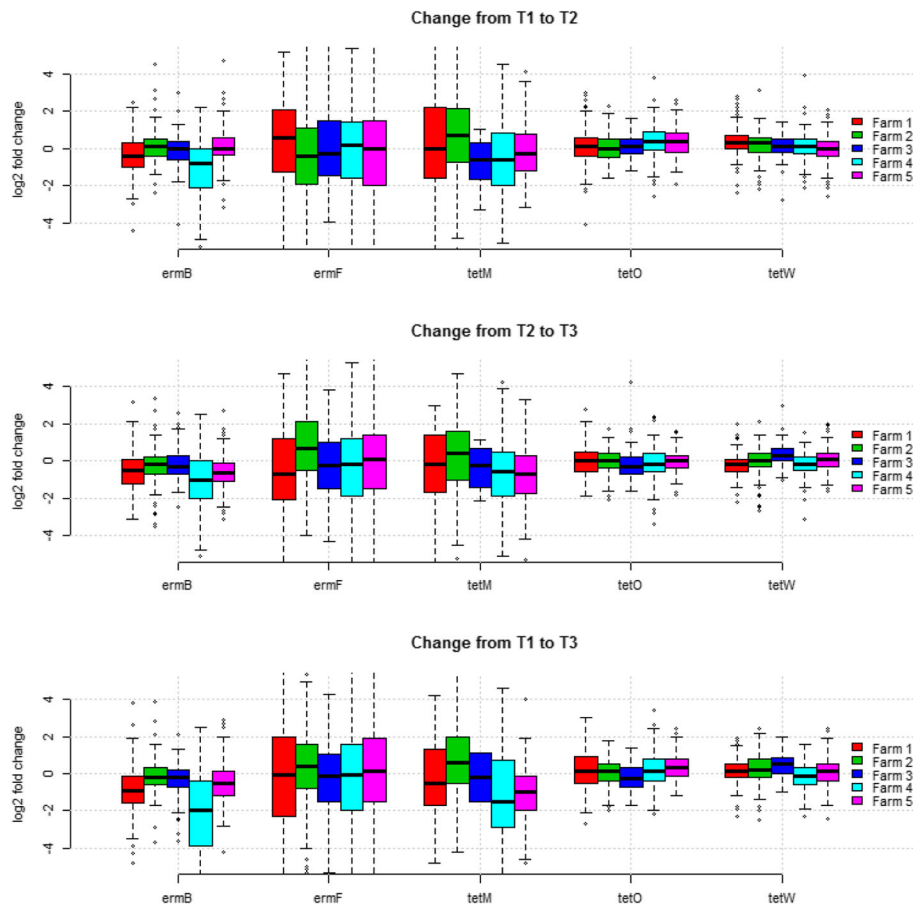 Change from T1 to T2
log2 fold change
4
2
0
-2
-4
Farm 1
Farm 2
Farm 3
Farm 4
Farm 5
ermB ermF tetM tetO tetW
Change from T2 to T3
log2 fold change
4
2
0
-2
-4
Farm 1
Farm 2
Farm 3
Farm 4
Farm 5
ermB ermF tetM tetO tetW
Change from T1 to T3
log2 fold change
4
2
0
-2
-4
Farm 1
Farm 2
Farm 3
Farm 4
Farm 5
ermB ermF tetM tetO tetW